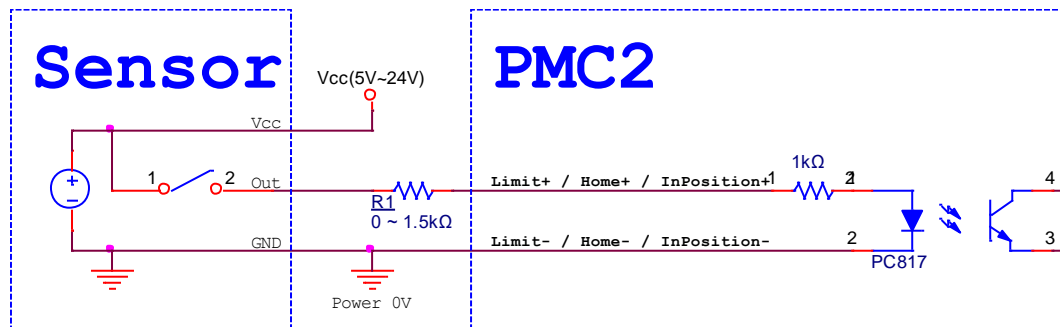 Sensor
PMC2
Vcc(5V~24V)
Vcc
1kΩ
1 2 Out
Limit+ / Home+ / InPosition+
1
2
4
R1
0 ~ 1.5kΩ
GND
Limit- / Home- / InPosition-
2
3
PC817
Power 0V